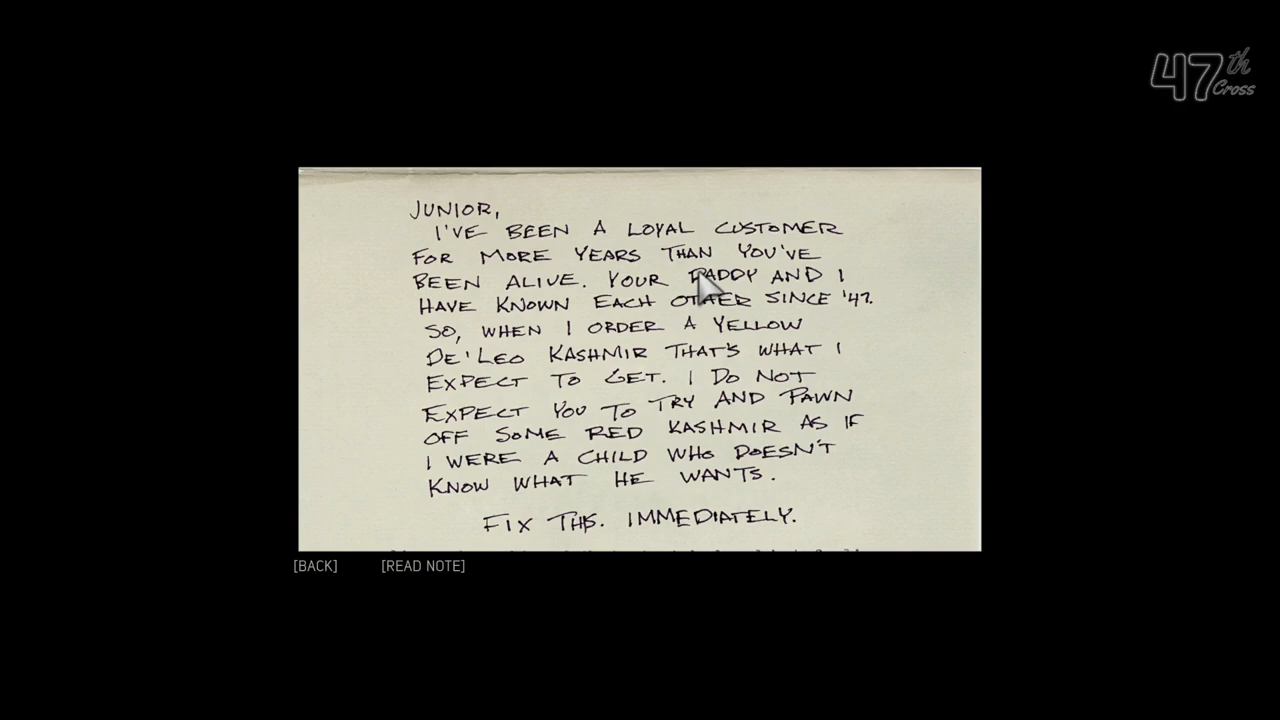 47th
Cross
JUNIOR,
I'VE BEEN A LOYAL CUSTOMER
FOR MORE YEARS THAN YOU'VE
BEEN ALIVE. YOUR DADDY AND I
HAVE KNOWN EACH OTHER SINCE '47.
SO, WHEN I ORDER A YELLOW
DE'LEO KASHMIR THAT'S WHAT I
EXPECT TO GET. I DO NOT
EXPECT YOU TO TRY AND PAWN
OFF SOME RED KASHMIR AS IF
I WERE A CHILD WHO DOESN'T
KNOW WHAT HE WANTS.
FIX THIS. IMMEDIATELY.
[BACK] [READ NOTE]